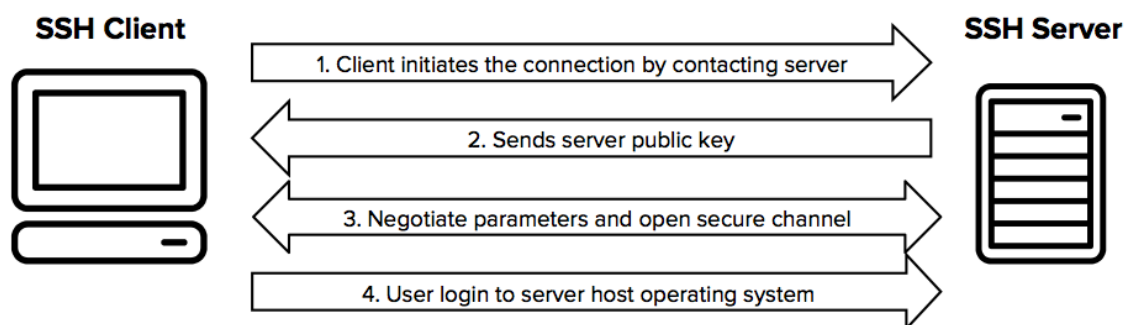 SSH Client
SSH Server
1. Client initiates the connection by contacting server
2. Sends server public key
3. Negotiate parameters and open secure channel
4. User login to server host operating system